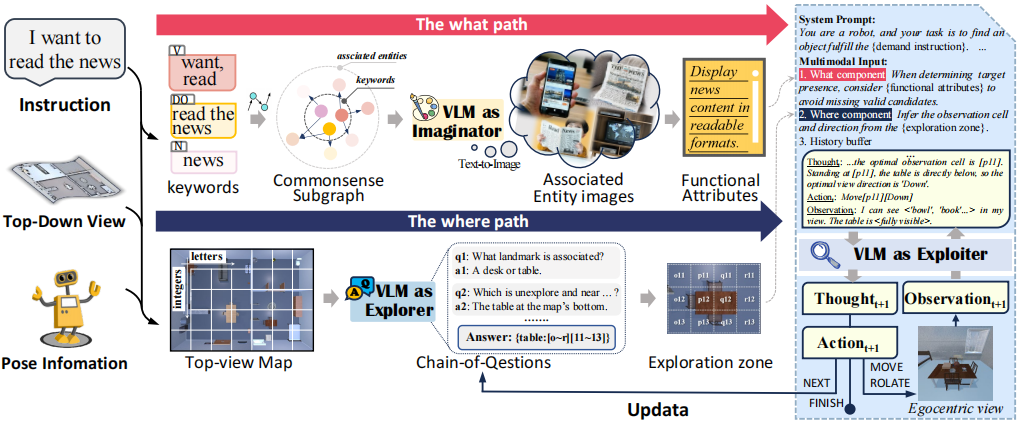 The what path
I want to
read the news
Instruction
Top-Down View
Pose Infomation
V
want,
read
DO
read the
news
N
news
keywords
associated entities
keywords
Commonsense
Subgraph
VLM as
Imaginator
Text-to-Image
Associated
Entity images
Display
news
content in
readable
formats.
Functional
Attributes
The where path
letters
integers
Top-view Map
Q
A
VLM as
Explorer
q1: What landmark is associated?
a1: A desk or table.
q2: Which is unexplore and near ... ?
a2: The table at the map's bottom.
.......
Answer: {table:[o~r][11~13]}
Chain-of-Qestions
o11 p11 q11 r11
o12 p12 q12 r12
o13 p13 q13 r13
Exploration zone
Updata
System Prompt:
You are a robot, and your task is to find an
object fulfill the {demand instruction}. ...
Multimodal Input:
1. What component When determining target
presence, consider {functional attributes} to
avoid missing valid candidates.
2. Where component Infer the observation cell
and direction from the {exploration zone}.
3. History buffer
...
Thought: ...the optimal observation cell is [p11].
Standing at [p11], the table is directly below, so the
optimal view direction is 'Down'.
Action: Move[p11][Down]
Observation: I can see <'bowl', 'book'...> in my
view. The table is <fully visible>.
VLM as Exploiter
Thought t+1
Observation t+1
Action t+1
NEXT
FINISH
MOVE
ROLATE
Egocentric view